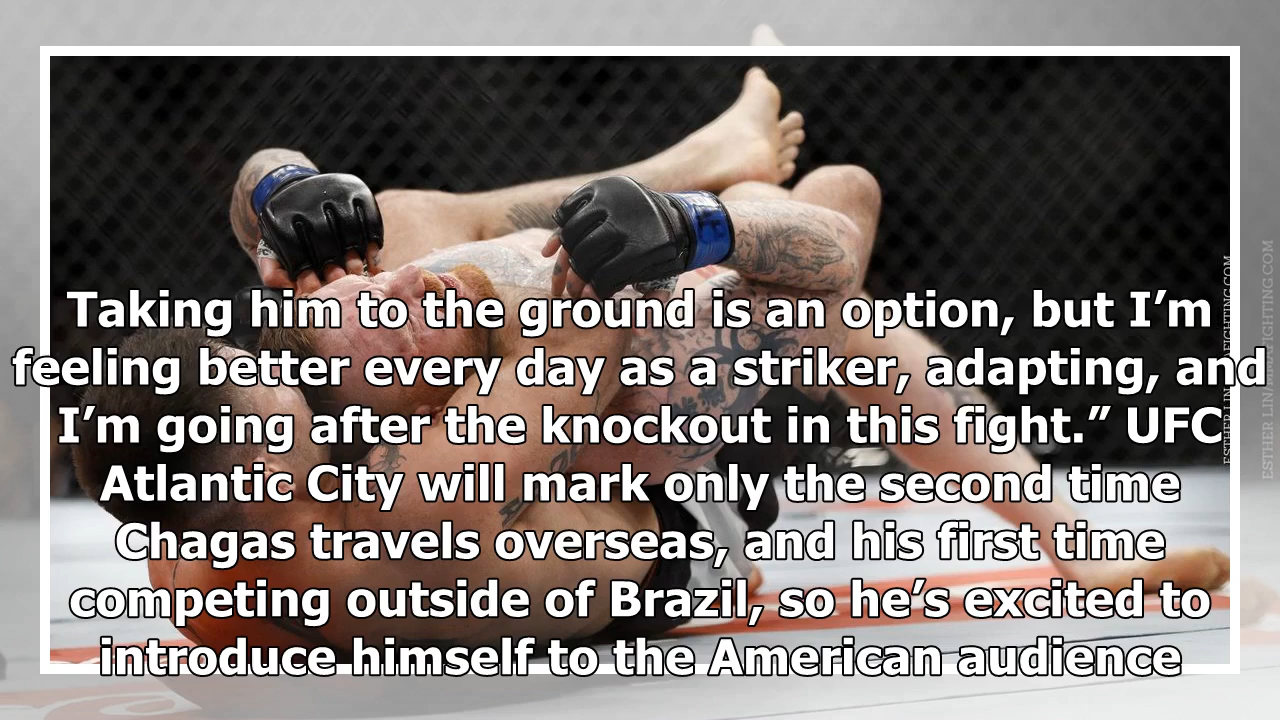 Taking him to the ground is an option, but I’m
feeling better every day as a striker, adapting, and
I’m going after the knockout in this fight.” UFC
Atlantic City will mark only the second time
Chagas travels overseas, and his first time
competing outside of Brazil, so he’s excited to
introduce himself to the American audience